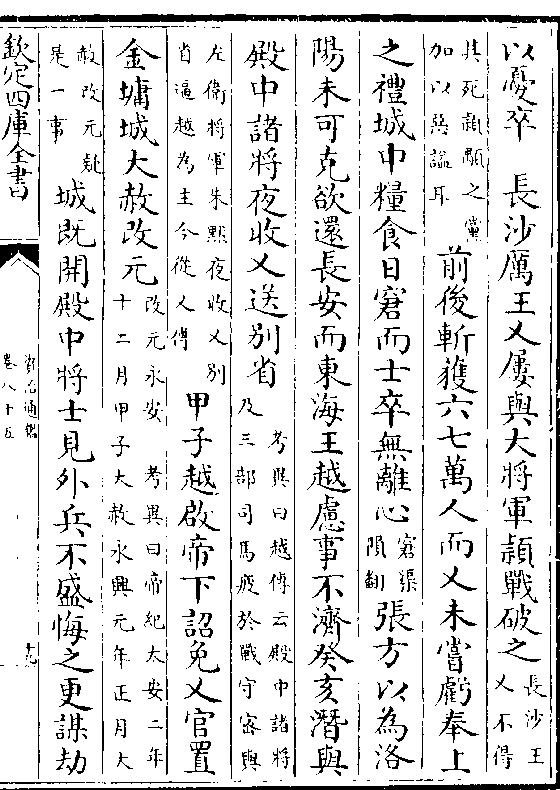 以憂卒　長沙厲王乂屢與大將軍穎戰破之長沙王乂不得
其死穎顒之黨加以惡諡耳前後斬獲六七萬人而乂未嘗虧奉上
之禮城中糧食日窘而士卒無離心窘渠隕翻張方以為洛
陽未可克欲還長安而東海王越慮事不濟癸亥潛與
殿中諸將夜收乂送別省考異曰越傳云殿中諸將及三部司馬疲於戰守密與
左衛將軍朱黙夜收乂別省逼越為主今從乂傳甲子越啟帝下詔免乂官置
金墉城大赦改元改元永安　考異曰帝紀太安二年十二月甲子大赦永興元年正月大
赦改元疑是一事城既開殿中將士見外兵不盛悔之更謀劫
欽定四庫全書
資治通鑑
卷八十五
十九